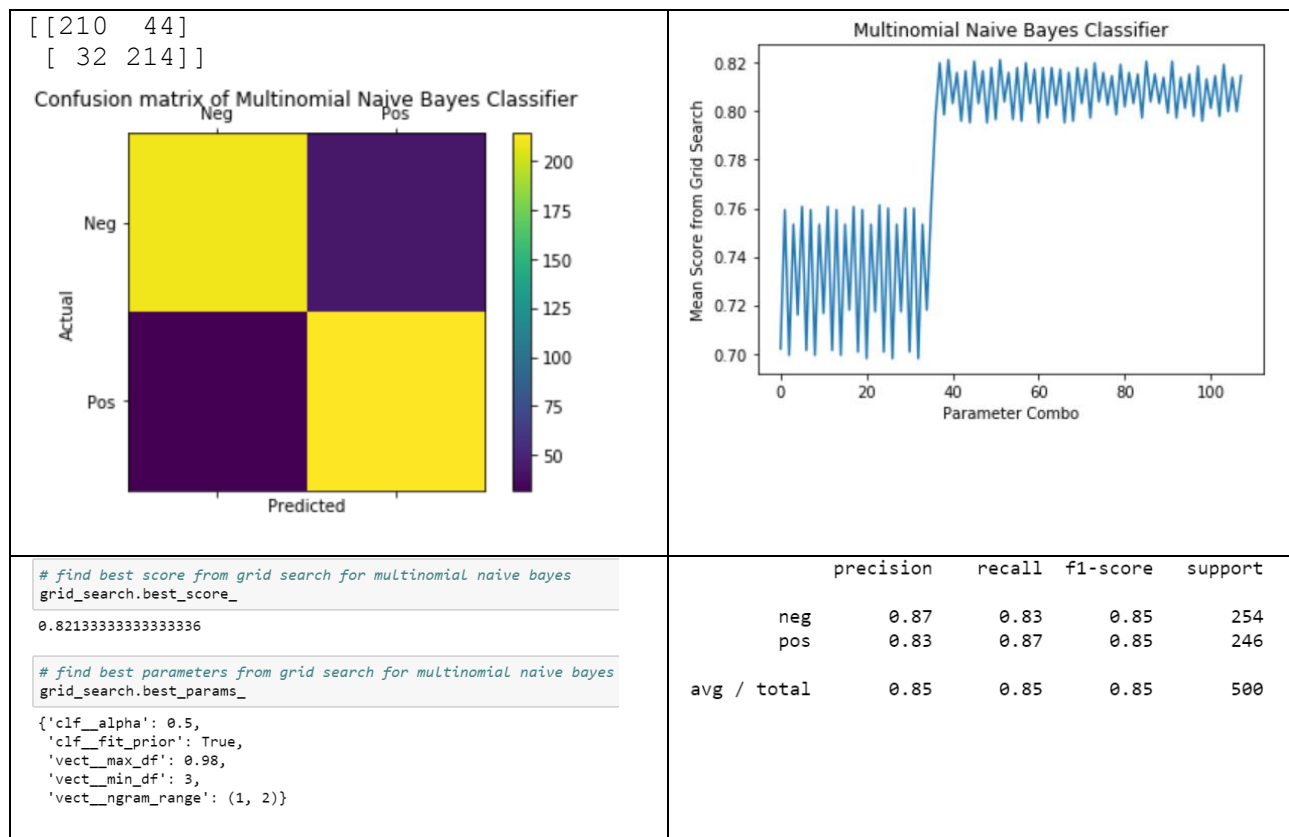 [[210 44]
[ 32 214]]
Confusion matrix of Multinomial Naive Bayes Classifier
Neg Pos
200
175
150
125
100
75
50
Neg
Actual
Pos
Predicted
Multinomial Naive Bayes Classifier
0.82
0.80
0.78
0.76
0.74
0.72
0.70
Mean Score from Grid Search
0 20 40 60 80 100
Parameter Combo
# find best score from grid search for multinomial naive bayes
grid_search.best_score_
0.82133333333333336
# find best parameters from grid search for multinomial naive bayes
grid_search.best_params_
{'clf__alpha': 0.5,
'clf__fit_prior': True,
'vect__max_df': 0.98,
'vect__min_df': 3,
'vect__ngram_range': (1, 2)}
precision recall f1-score support
neg 0.87 0.83 0.85 254
pos 0.83 0.87 0.85 246
avg / total 0.85 0.85 0.85 500